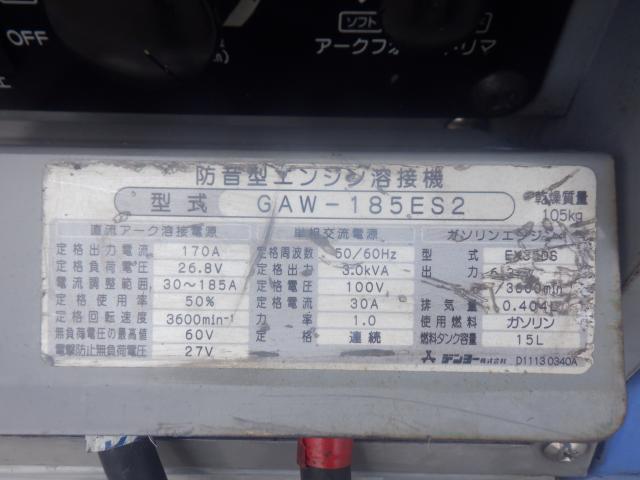 OFF
ソフト
防音型エンジン溶接機
型式 GAW-185ES2
乾燥質量
105kg
直流アーク溶接電源
定格出力電流 170A
定格負荷電圧 26.8V
電流調整範囲 30～185A
定格使用率 50%
定格回転速度 3600min-¹
無負荷電圧の最高値 60V
電撃防止無負荷電圧 27V
単相交流電源
定格周波数 50/60Hz
定格出力 3.0kVA
定格電圧 100V
定格電流 30A
力率 1.0
定格 連続
ガソリンエンジン
型式
出力
/3600min
排気量 0.404L
使用燃料 ガソリン
燃料タンク容量 15L
デンヨー株式会社 D1113 0340A